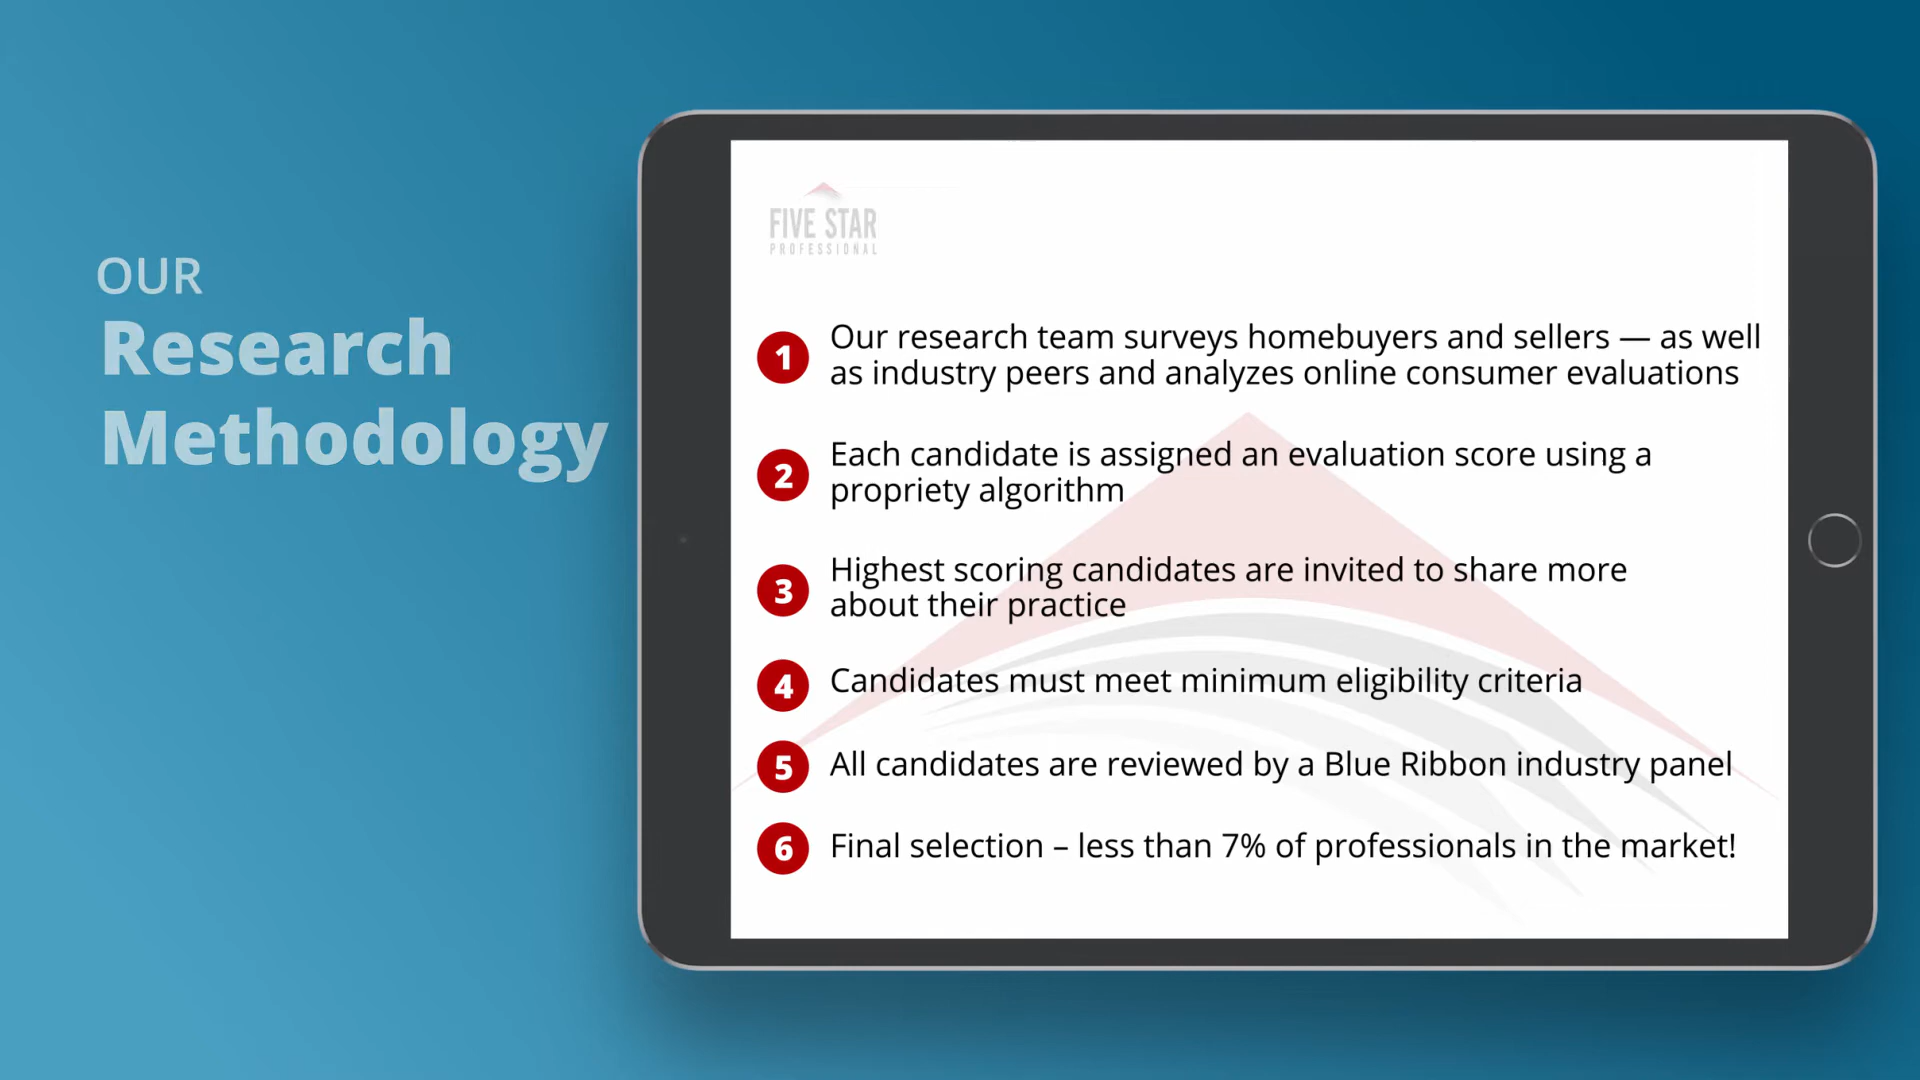 OUR
Research
Methodology
FIVE STAR
PROFESSIONAL
1
Our research team surveys homebuyers and sellers — as well
as industry peers and analyzes online consumer evaluations
2
Each candidate is assigned an evaluation score using a
propriety algorithm
3
Highest scoring candidates are invited to share more
about their practice
4
Candidates must meet minimum eligibility criteria
5
All candidates are reviewed by a Blue Ribbon industry panel
6
Final selection – less than 7% of professionals in the market!